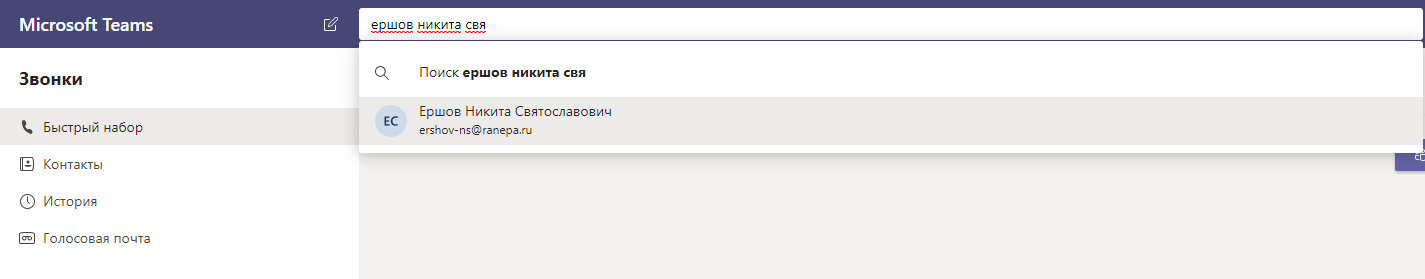 Microsoft Teams
ершов никита свя
Звонки
Поиск ершов никита свя
ЕС
Ершов Никита Святославович
ershov-ns@ranepa.ru
Быстрый набор
Контакты
История
Голосовая почта